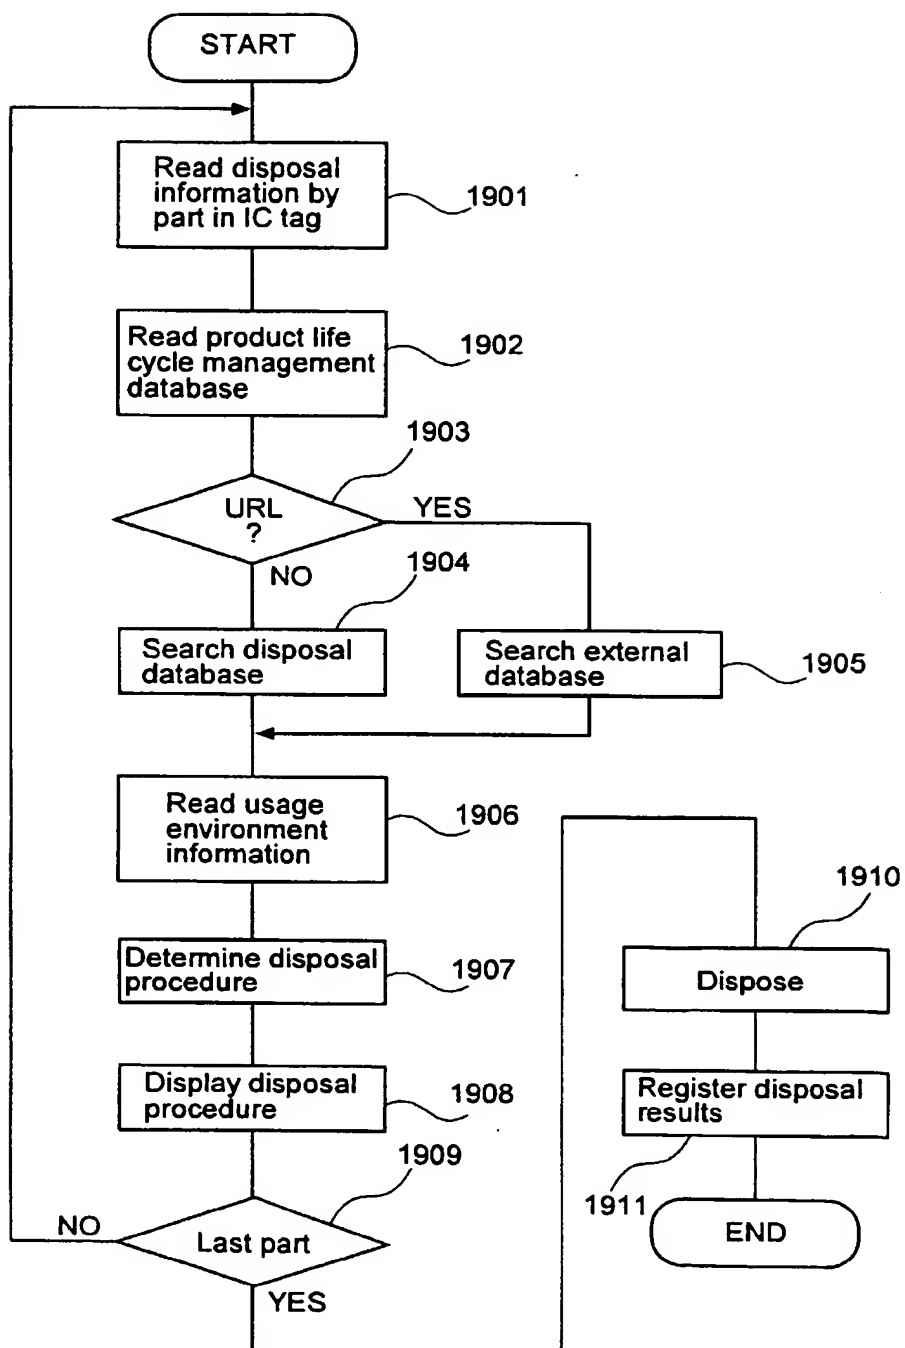 START
Read disposal
information by
part in IC tag
1901
Read product life
cycle management
database
1902
1903
URL
?
YES
NO
1904
Search disposal
database
Search external
database
1905
Read usage
environment
information
1906
Determine disposal
procedure
1907
Display disposal
procedure
1908
1909
Last part
NO
YES
1910
Dispose
Register disposal
results
1911
END